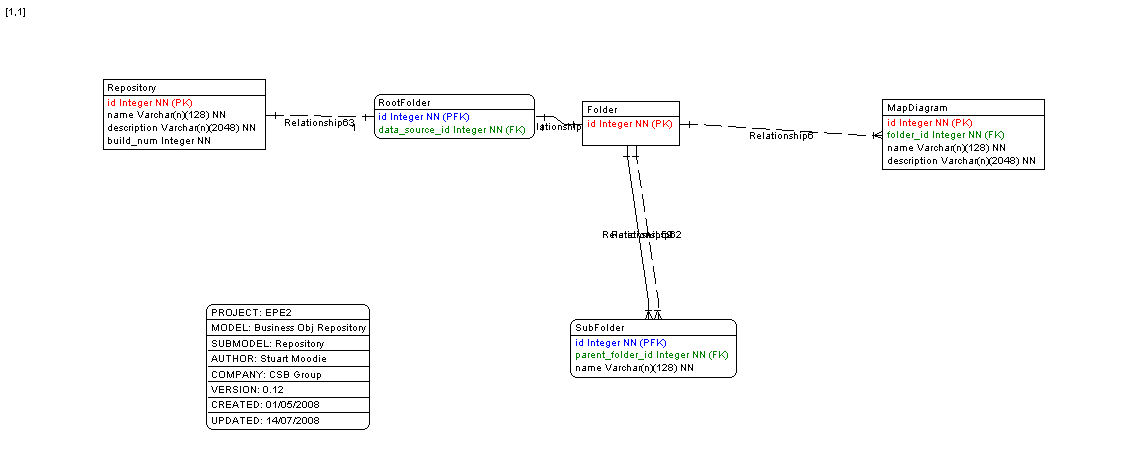 [1,1]
Repository
id Integer NN (PK)
name Varchar(n)(128) NN
description Varchar(n)(2048) NN
build_num Integer NN
Relationship63
RootFolder
id Integer NN (PFK)
data_source_id Integer NN (FK)
Folder
id Integer NN (PK)
Relationship6
MapDiagram
id Integer NN (PK)
folder_id Integer NN (FK)
name Varchar(n)(128) NN
description Varchar(n)(2048) NN
SubFolder
id Integer NN (PFK)
parent_folder_id Integer NN (FK)
name Varchar(n)(128) NN
PROJECT: EPE2
MODEL: Business Obj Repository
SUBMODEL: Repository
AUTHOR: Stuart Moodie
COMPANY: CSB Group
VERSION: 0.12
CREATED: 01/05/2008
UPDATED: 14/07/2008